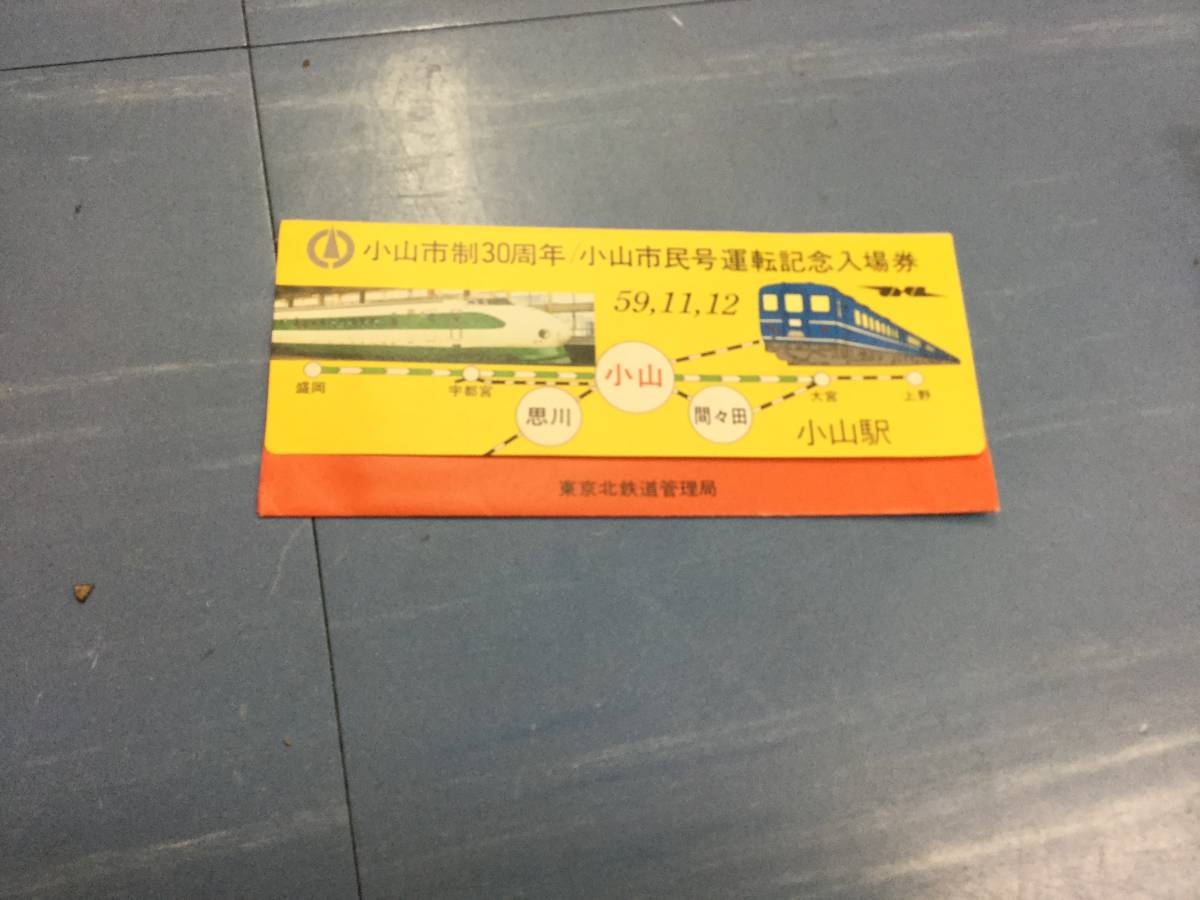 小山市制30周年/小山市民号運転記念入場券
59,11,12
盛岡
宇都宮
小山
思川
間々田
大宮
上野
小山駅
東京北鉄道管理局